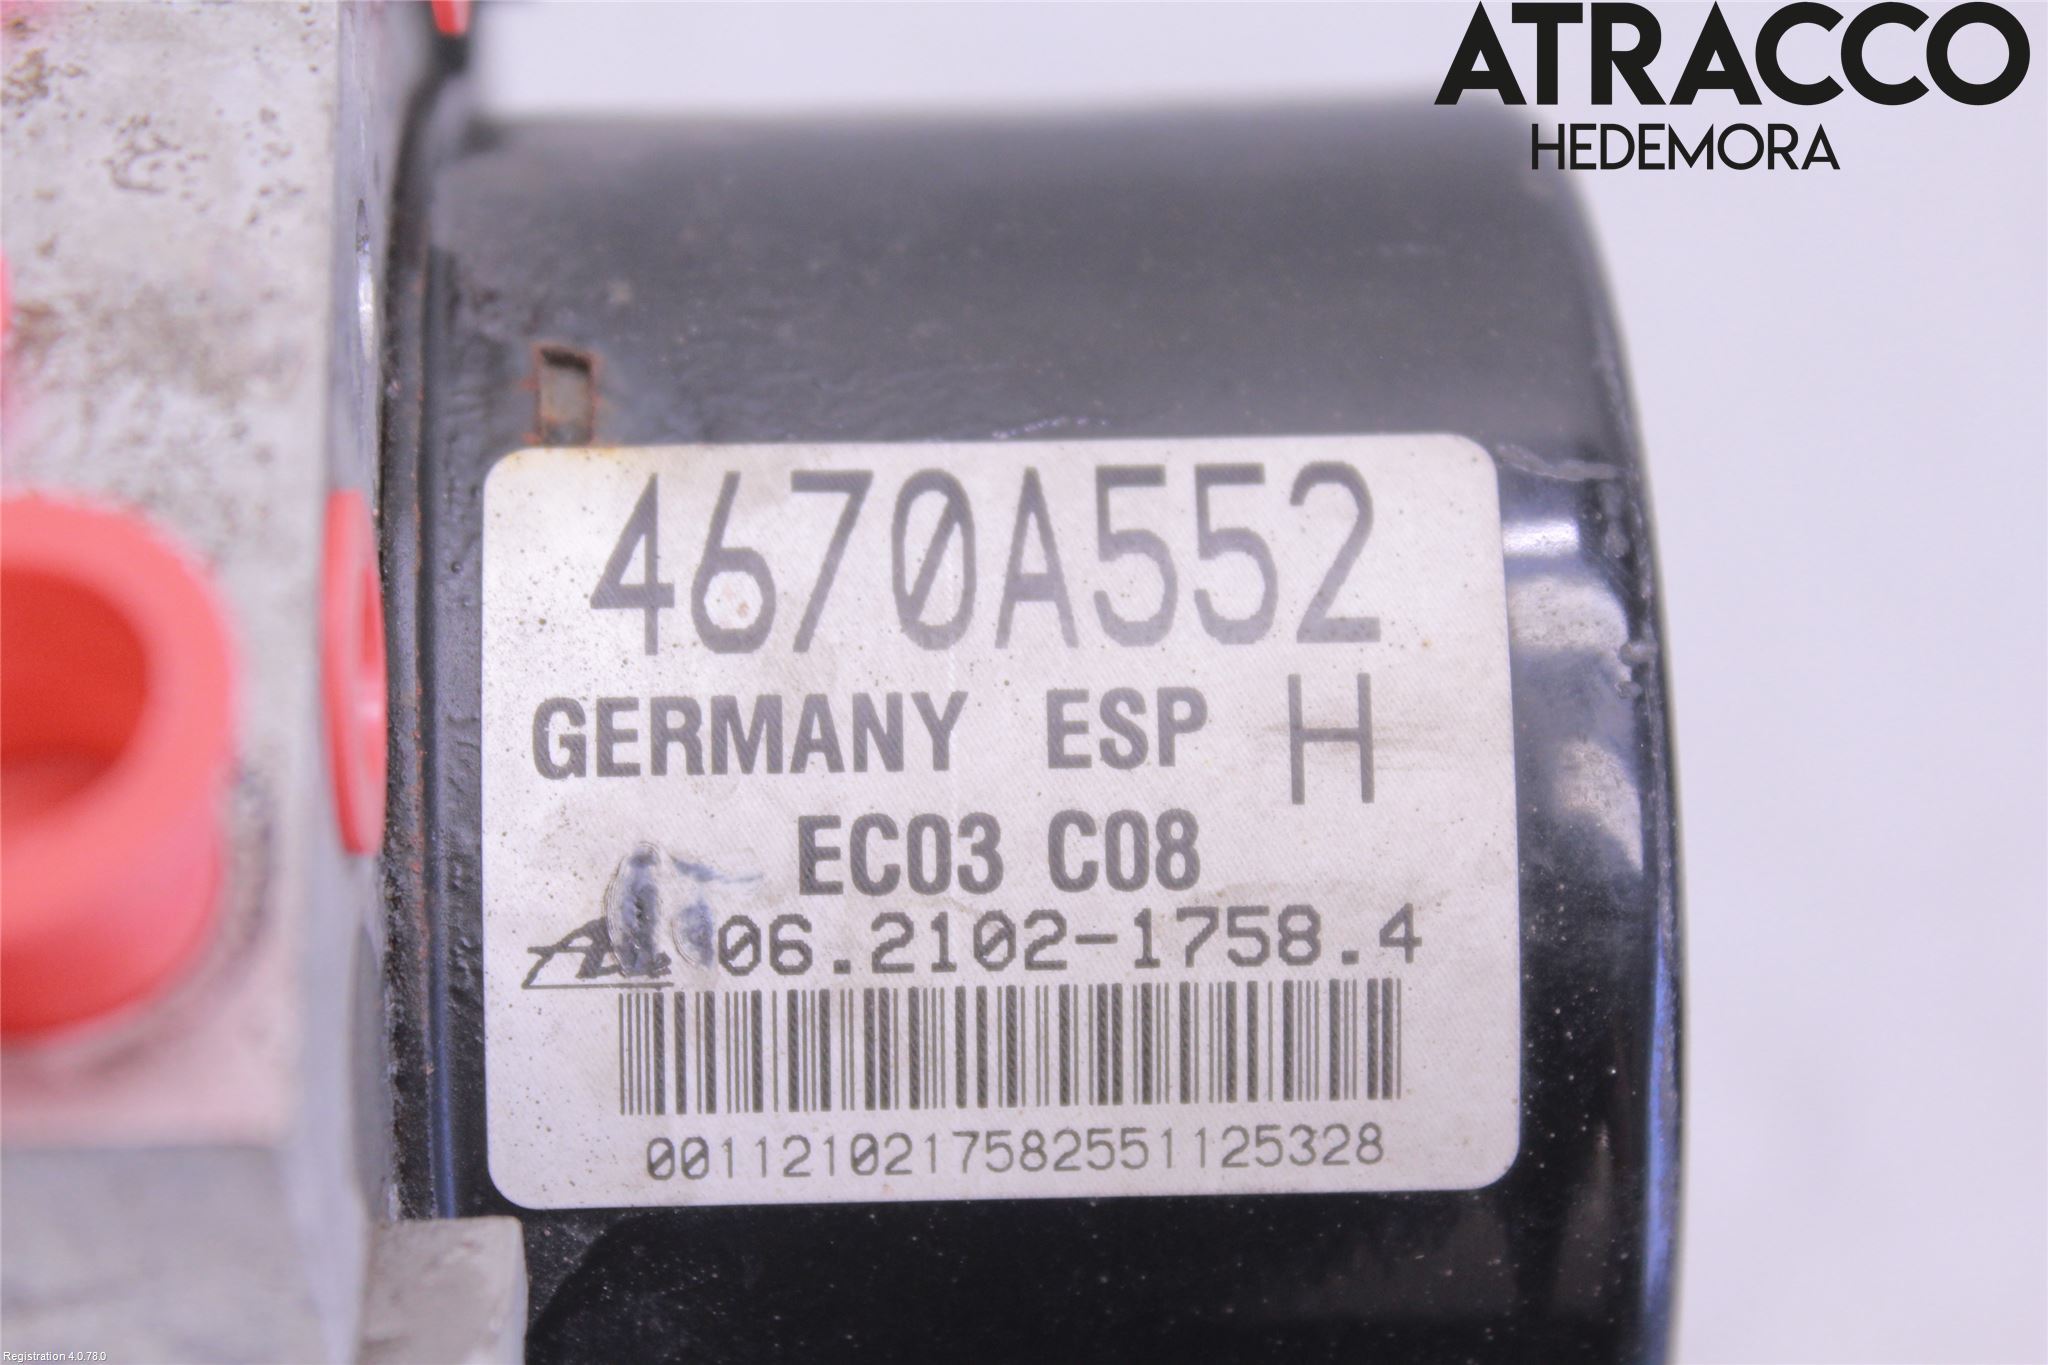 ATRACCO
HEDEMORA
4670A552
GERMANY ESP H
EC03 C08
06.2102-1758.4
0011210217582551125328
Registration 4.0.78.0